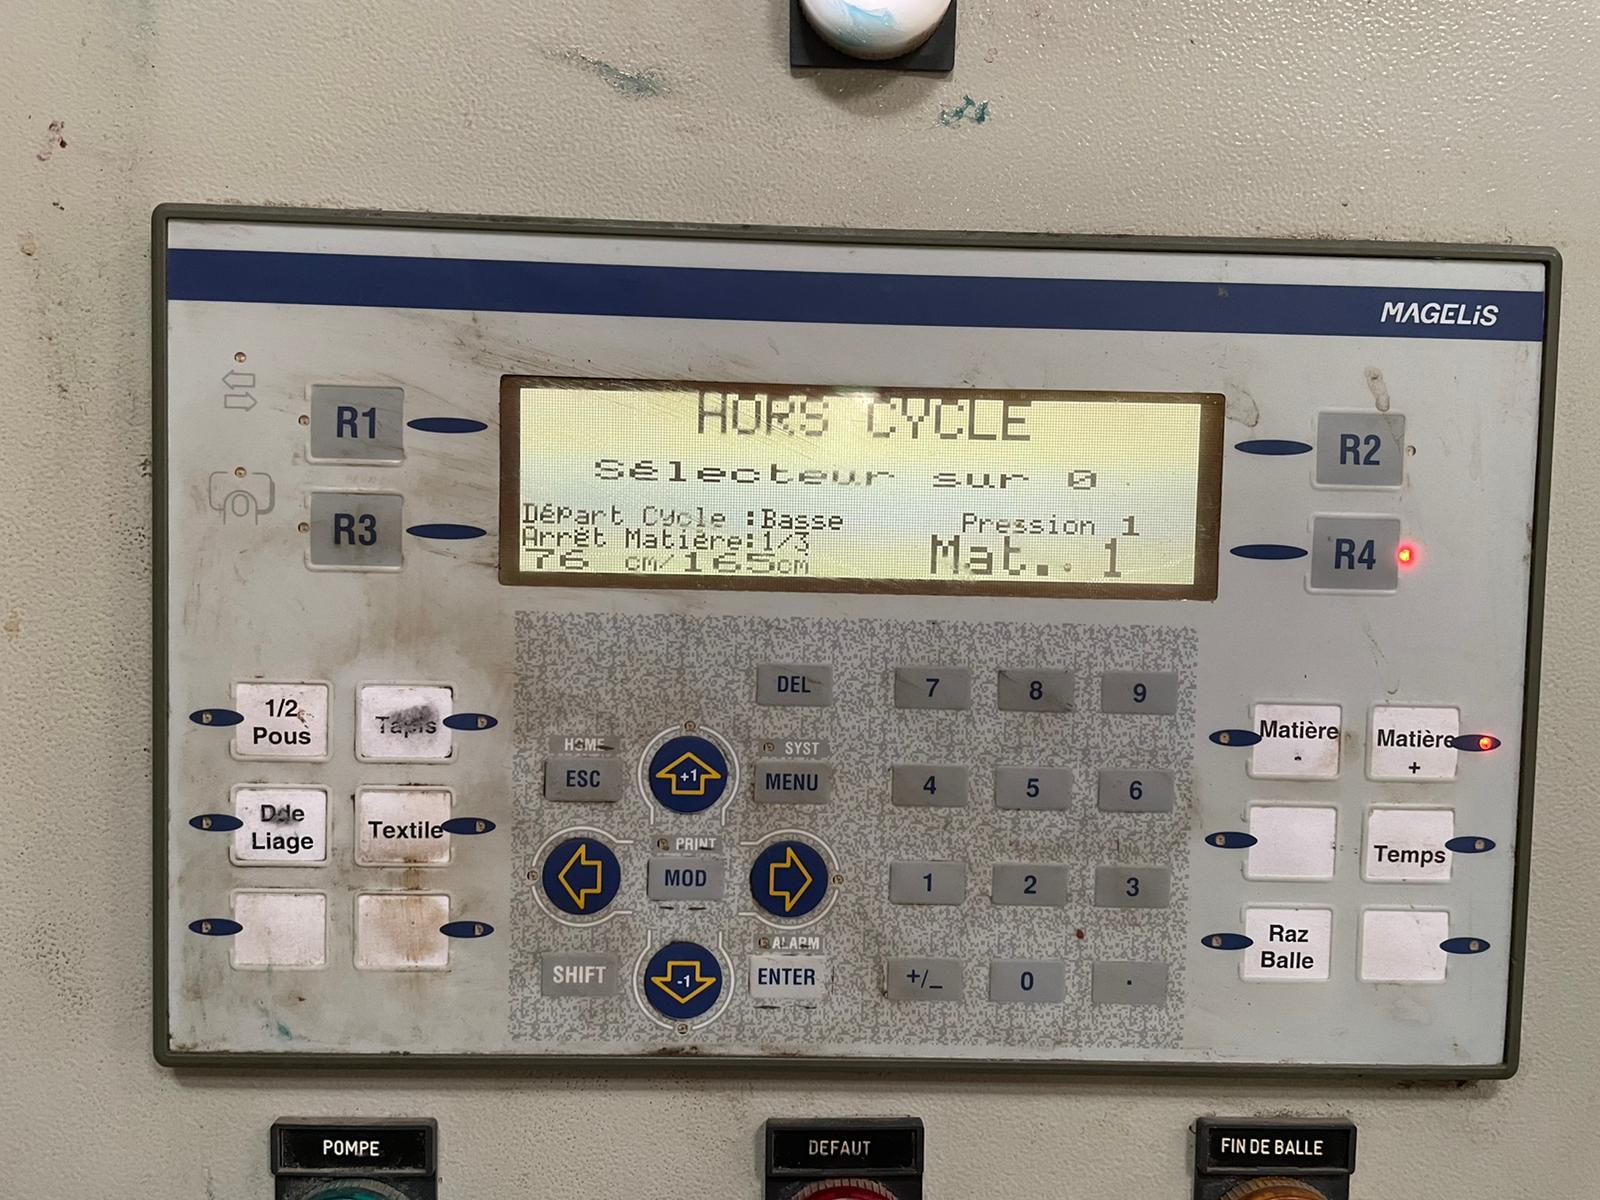 MAGELiS
R1
R2
R3
R4
HORS CYCLE
Sélecteur sur 0
Départ Cycle :Basse
Pression 1
Arrêt Matière:1/3
76 cm/165cm
Mat. 1
1/2
Pous
Tapis
Dde
Liage
Textile
DEL
HOME
ESC
+1
SYST
MENU
PRINT
MOD
ALARM
ENTER
SHIFT
-1
7
8
9
4
5
6
1
2
3
+/_
0
.
Matière
-
Matière
+
Temps
Raz
Balle
POMPE
DEFAUT
FIN DE BALLE